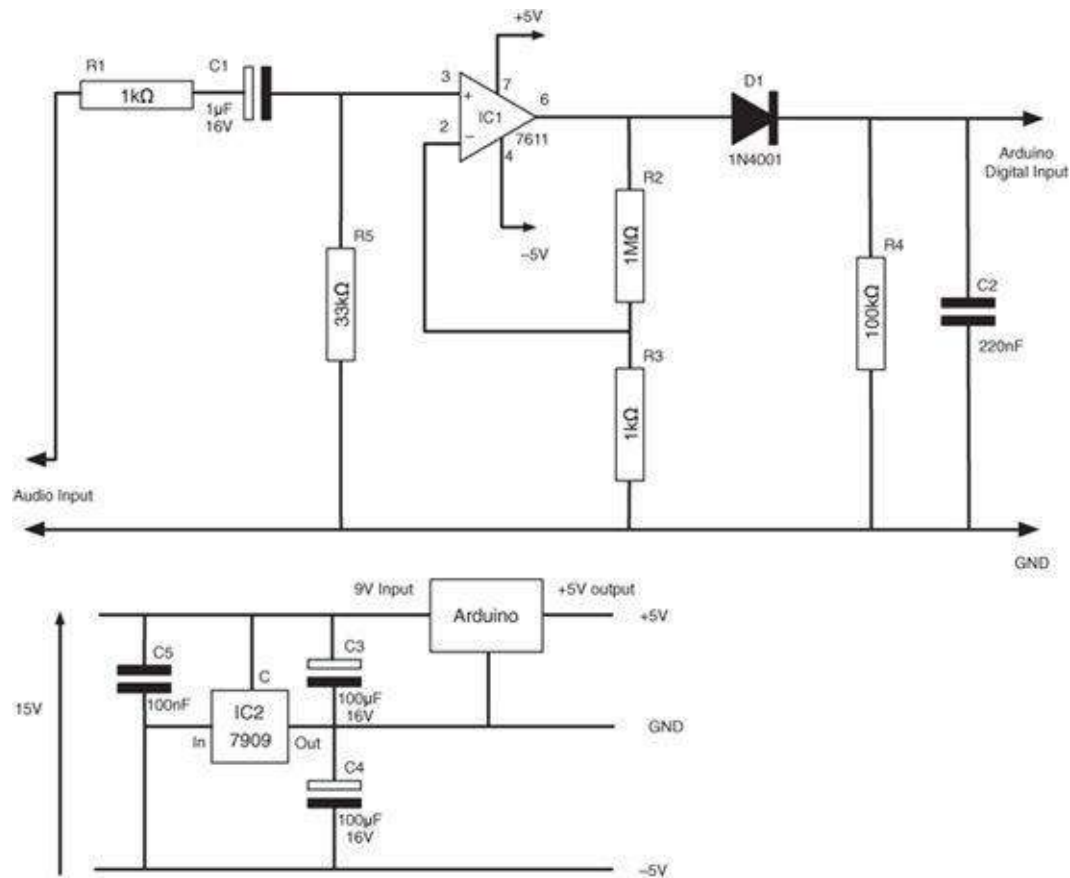 +5V
R1
1kΩ
C1
1µF
16V
3
+
7
6
IC1
7611
2
−
4
–5V
D1
1N4001
Arduino
Digital Input
R2
1MΩ
R5
33kΩ
R4
100kΩ
C2
220nF
R3
1kΩ
Audio Input
GND
9V Input
+5V output
Arduino
+5V
C5
100nF
C
C3
100µF
16V
15V
IC2
7909
In
Out
GND
C4
100µF
16V
–5V